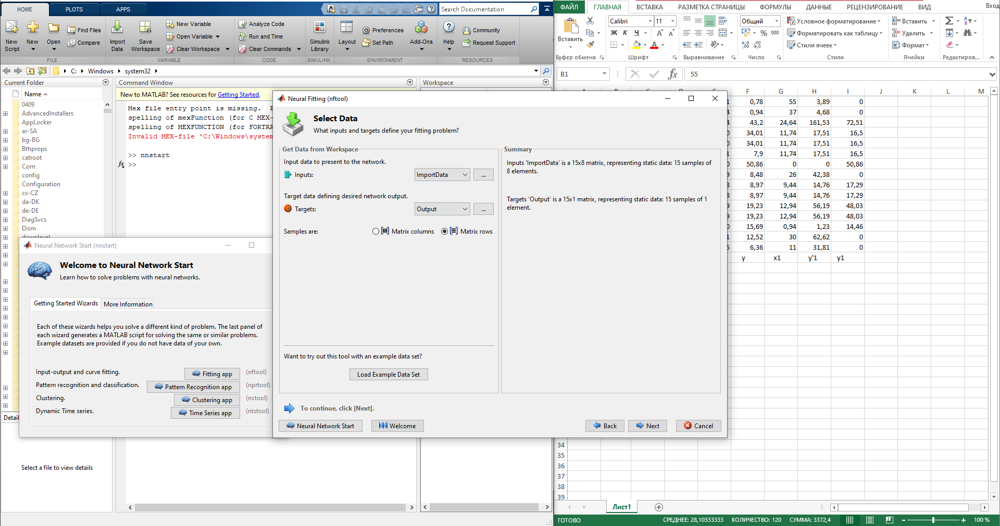 HOME PLOTS APPS Search Documentation
New Script New Open Find Files Compare Import Data Save Workspace New Variable Open Variable Clear Workspace Analyze Code Run and Time Clear Commands Simulink Library Layout Preferences Set Path Add-Ons Help Community Request Support
FILE VARIABLE CODE SIMULINK ENVIRONMENT RESOURCES
C: Windows system32
Current Folder
Name
0409
AdvancedInstallers
AppLocker
ar-SA
bg-BG
Bthprops
catroot
Com
config
Configuration
cs-CZ
da-DK
de-DE
DiagSvcs
Dism
downlevel
Detail
Select a file to view details
Command Window
New to MATLAB? See resources for Getting Started.
Mex file entry point is missing.
spelling of mexFunction (for C MEX-
spelling of MEXFUNCTION (for FORTRA
Invalid MEX-file 'C:\Windows\system
>> nnstart
fx >>
Workspace
Neural Network Start (nnstart)
Welcome to Neural Network Start
Learn how to solve problems with neural networks.
Getting Started Wizards More Information
Each of these wizards helps you solve a different kind of problem. The last panel of
each wizard generates a MATLAB script for solving the same or similar problems.
Example datasets are provided if you do not have data of your own.
Input-output and curve fitting. Fitting app (nftool)
Pattern recognition and classification. Pattern Recognition app (nprtool)
Clustering. Clustering app (nctool)
Dynamic Time series. Time Series app (ntstool)
Neural Fitting (nftool)
Select Data
What inputs and targets define your fitting problem?
Get Data from Workspace
Input data to present to the network.
Inputs: ImportData ...
Target data defining desired network output.
Targets: Output ...
Samples are: Matrix columns Matrix rows
Want to try out this tool with an example data set?
Load Example Data Set
Summary
Inputs 'ImportData' is a 15x8 matrix, representing static data: 15 samples of
8 elements.
Targets 'Output' is a 15x1 matrix, representing static data: 15 samples of 1
element.
To continue, click [Next].
Neural Network Start Welcome Back Next Cancel
ФАЙЛ ГЛАВНАЯ ВСТАВКА РАЗМЕТКА СТРАНИЦЫ ФОРМУЛЫ ДАННЫЕ РЕЦЕНЗИРОВАНИЕ ВИД Вход
Вставить Calibri 11 Ж К Ч Общий % 000 Условное форматирование Форматировать как таблицу Стили ячеек Вставить Удалить Формат
Буфер обмена Шрифт Выравнивание Число Стили Ячейки Редактиров...
B1 fx 55
F G H I J K L M
0,78 55 3,89 0
0,94 37 4,68 0
43,2 24,64 161,53 72,51
34,01 11,74 17,51 16,5
34,01 11,74 17,51 16,5
7,9 11,74 17,51 16,5
50,86 0 0 50,86
8,48 26 42,38 0
8,97 9,44 14,76 17,29
8,97 9,44 14,76 17,29
19,23 12,94 56,19 48,03
19,23 12,94 56,19 48,03
15,69 0,94 1,23 14,46
12,52 30 62,62 0
6,36 11 31,81 0
y x1 y'1 y1
34
35
36
37
38
39
Лист1
ГОТОВО СРЕДНЕЕ: 28,10333333 КОЛИЧЕСТВО: 120 СУММА: 3372,4 100 %